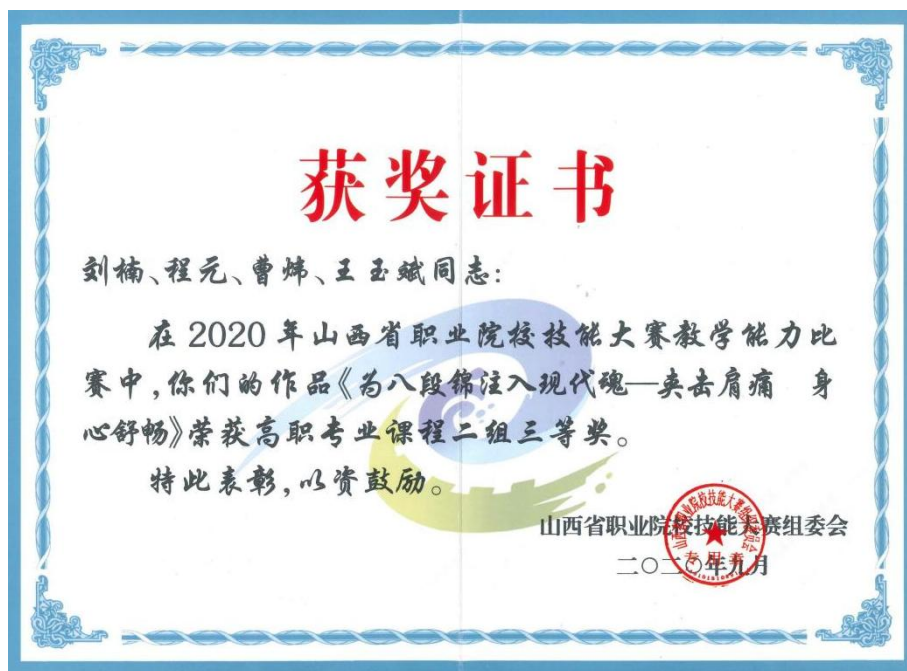 获奖证书
刘楠、程元、曹炜、王玉斌同志:
在2020年山西省职业院校技能大赛教学能力比
赛中,你们的作品《为八段锦注入现代魂—夹击肩痛 身
心舒畅》荣获高职专业课程二组三等奖。
特此表彰,以资鼓励。
山西省职业院校技能大赛组委会
二〇二〇年九月
专用章